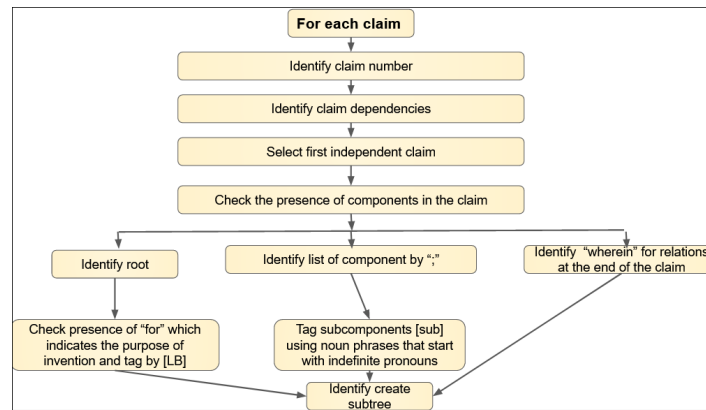 For each claim
Identify claim number
Identify claim dependencies
Select first independent claim
Check the presence of components in the claim
Identify root
Identify list of component by “;”
Identify “wherein” for relations
at the end of the claim
Check presence of “for” which
indicates the purpose of
invention and tag by [LB]
Tag subcomponents [sub]
using noun phrases that start
with indefinite pronouns
Identify create
subtree